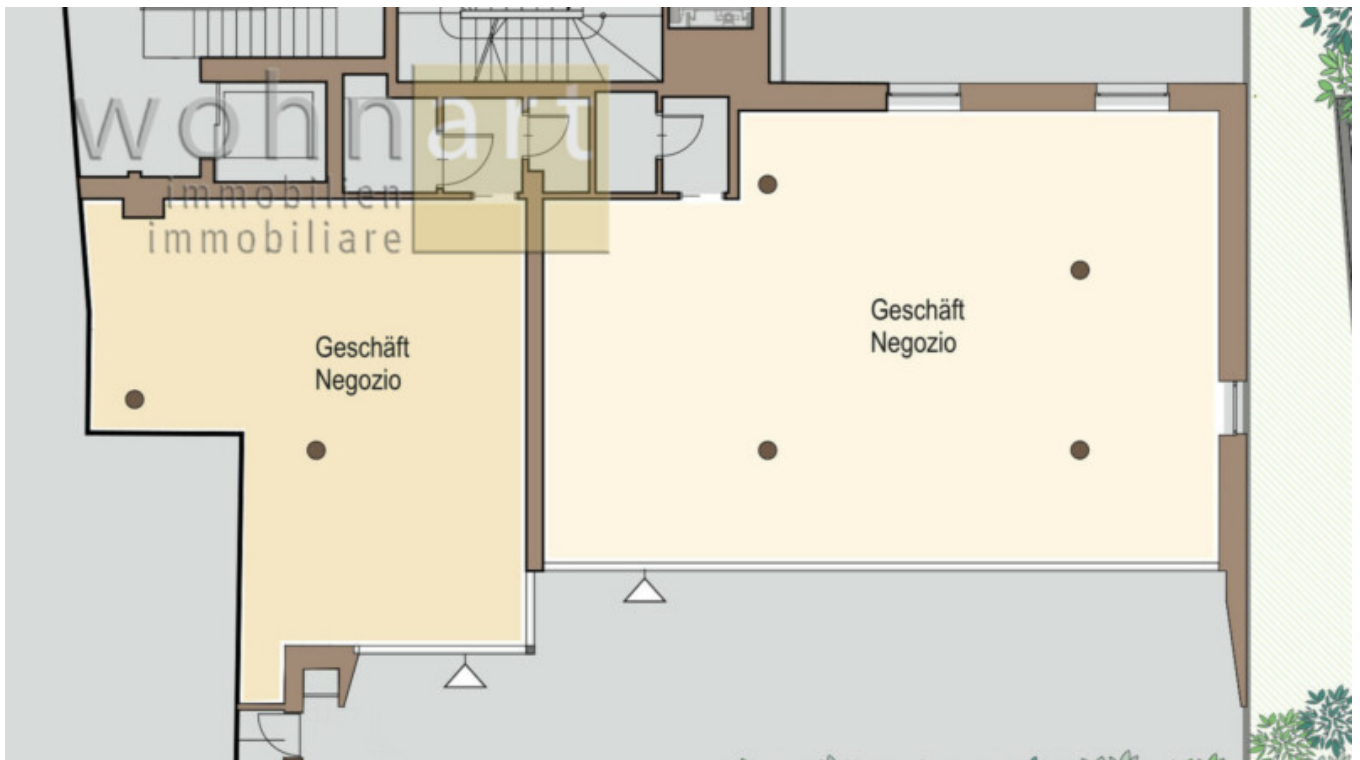 wohnart
immobilien
immobiliare
Geschäft
Negozio
Geschäft
Negozio